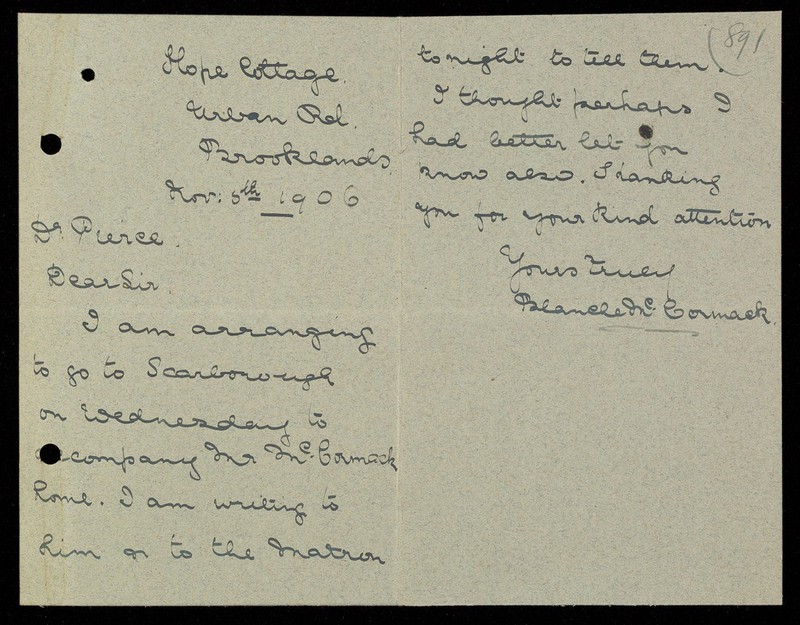 Hope Cottage.
Urban Rd.
Brooklands.
Nov: 5th 1906
Dr Pierce.
Dear Sir.
I am arranging
to go to Scarborough
on Wednesday to
accompany Mr McCormack
home. I am writing to
him or to the Matron
(891
tonight to tell them.
I thought perhaps I
had better let you
know also. Thanking
you for your kind attention
Yours truly
Blanche McCormack.